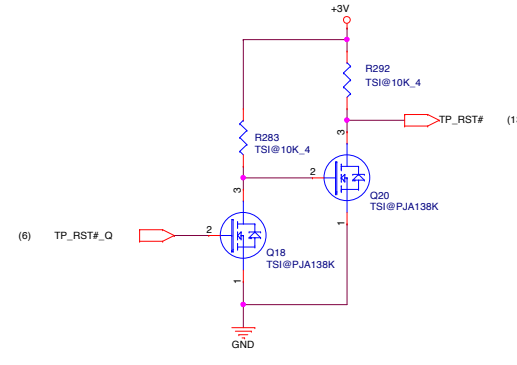 +3V
R292
TSI@10K_4
TP_RST#
3
R283
TSI@10K_4
2
Q20
TSI@PJA138K
3
(6) TP_RST#_Q
2
1
Q18
TSI@PJA138K
1
GND